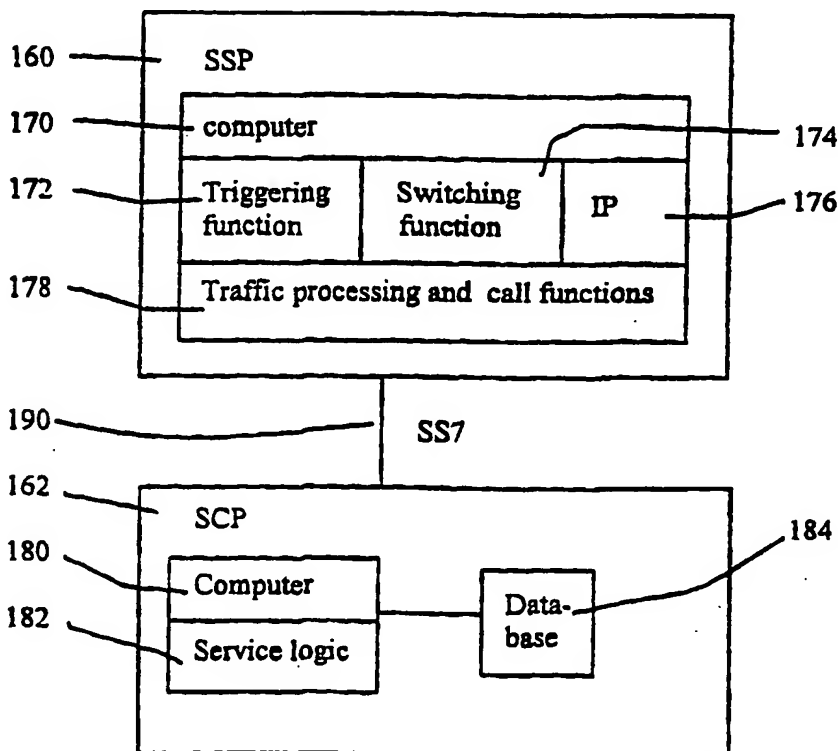 160
SSP
170
computer
174
172
Triggering
function
Switching
function
IP
176
178
Traffic processing and call functions
190
SS7
162
SCP
180
Computer
184
Data-
base
182
Service logic